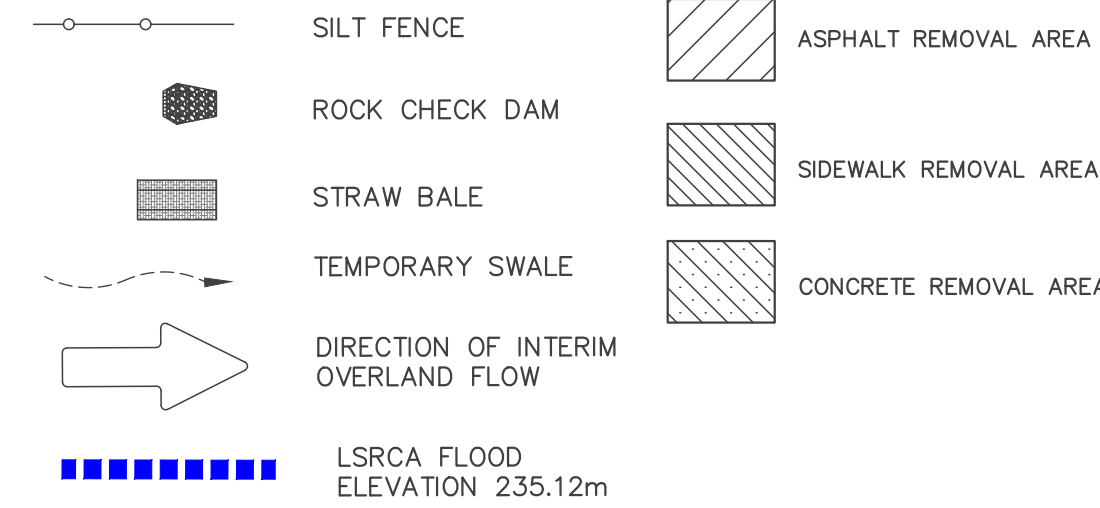 SILT FENCE
ROCK CHECK DAM
STRAW BALE
TEMPORARY SWALE
DIRECTION OF INTERIM
OVERLAND FLOW
LSRCA FLOOD
ELEVATION 235.12m
ASPHALT REMOVAL AREA
SIDEWALK REMOVAL AREA
CONCRETE REMOVAL AREA